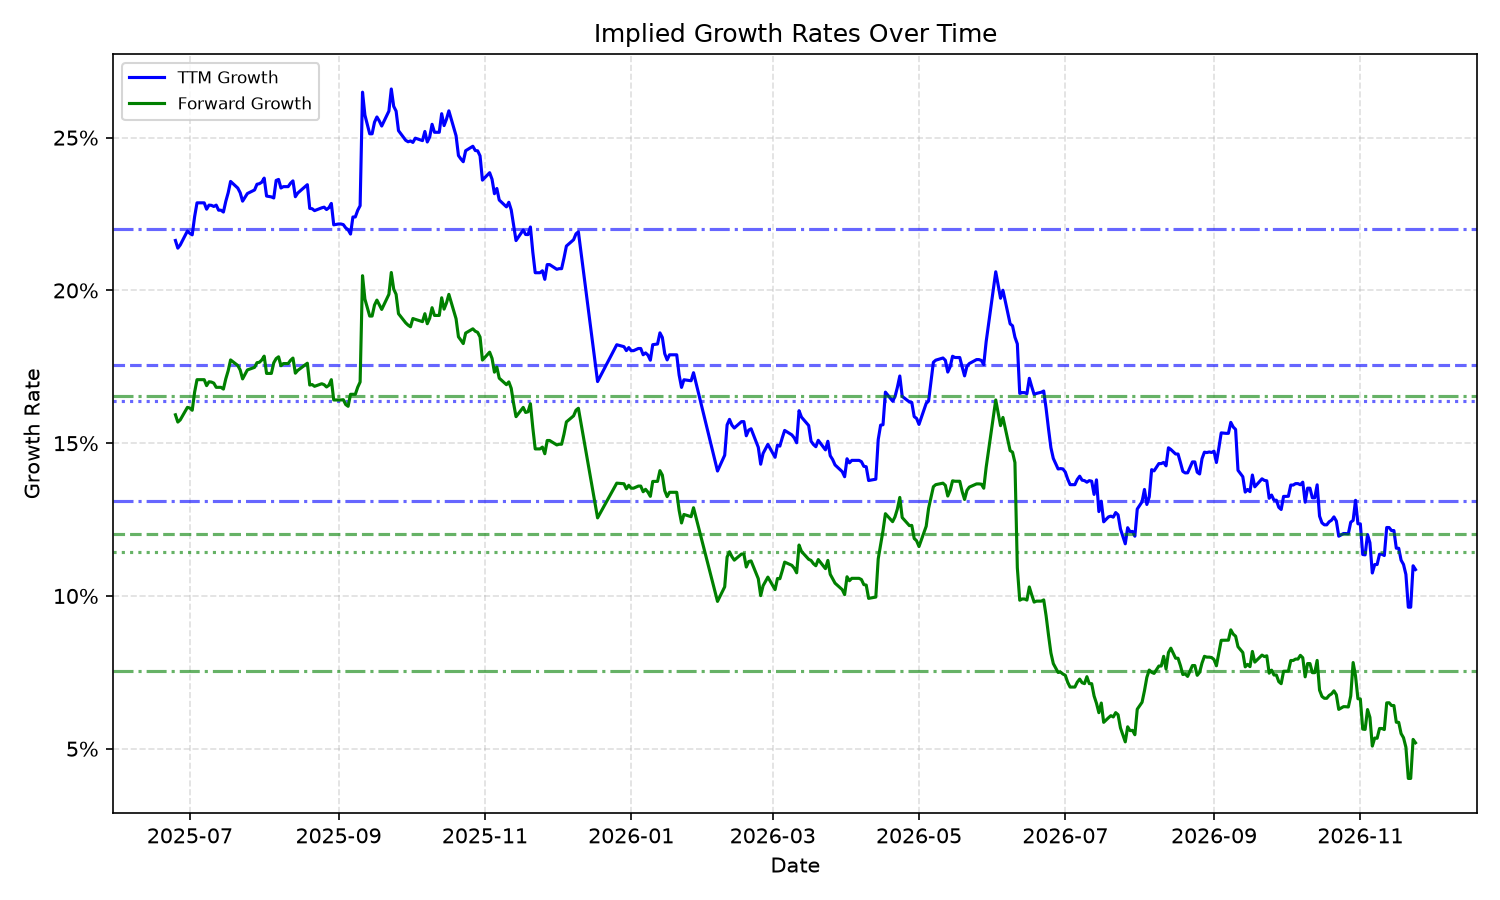 Implied Growth Rates Over Time
TTM Growth
Forward Growth
25%
20%
15%
10%
5%
Growth Rate
2025-07
2025-09
2025-11
2026-01
2026-03
2026-05
2026-07
2026-09
2026-11
Date